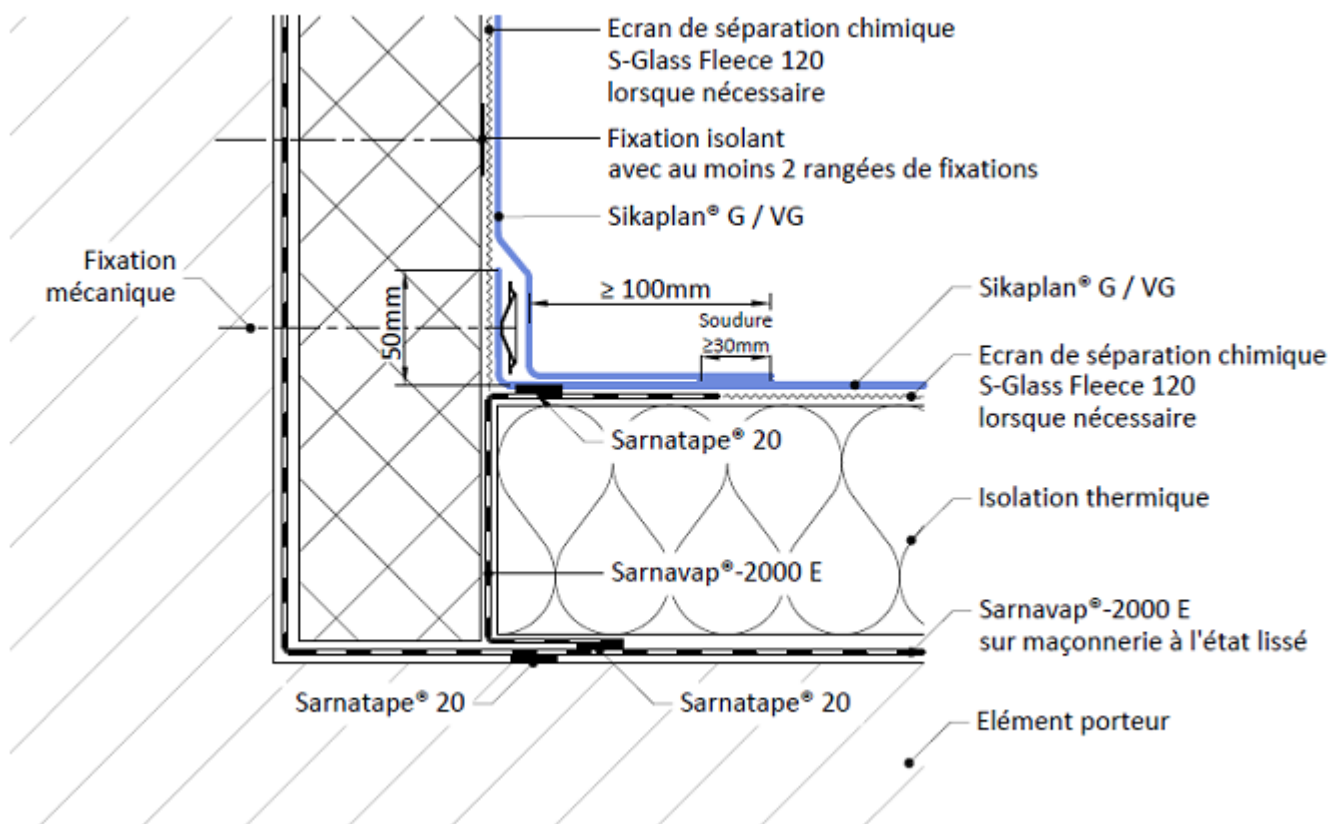 Ecran de séparation chimique
S-Glass Fleece 120
lorsque nécessaire
Fixation isolant
avec au moins 2 rangées de fixations
Sikaplan® G / VG
Fixation
mécanique
50mm
≥ 100mm
Soudure
≥30mm
Sikaplan® G / VG
Ecran de séparation chimique
S-Glass Fleece 120
lorsque nécessaire
Sarnatape® 20
Isolation thermique
Sarnavap®-2000 E
Sarnavap®-2000 E
sur maçonnerie à l'état lissé
Sarnatape® 20
Sarnatape® 20
Elément porteur